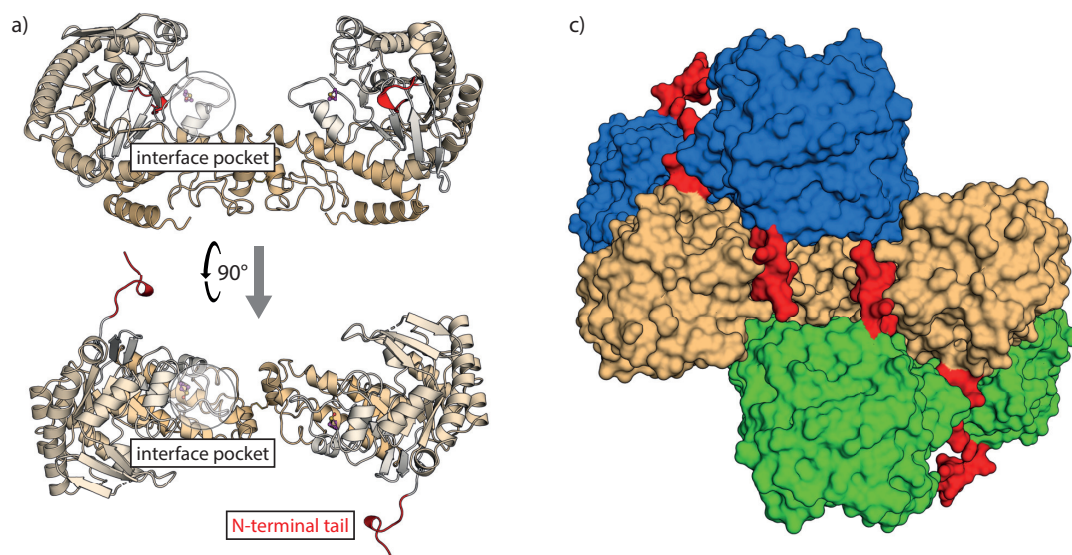 a)
c)
interface pocket
90°
interface pocket
N-terminal tail